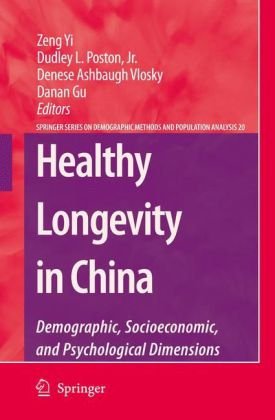 Zeng Yi
Dudley L. Poston, Jr.
Denese Ashbaugh Vlosky
Danan Gu
Editors
SPRINGER SERIES ON DEMOGRAPHIC METHODS AND POPULATION ANALYSIS 20
Healthy
Longevity
in China
Demographic, Socioeconomic,
and Psychological Dimensions
Springer